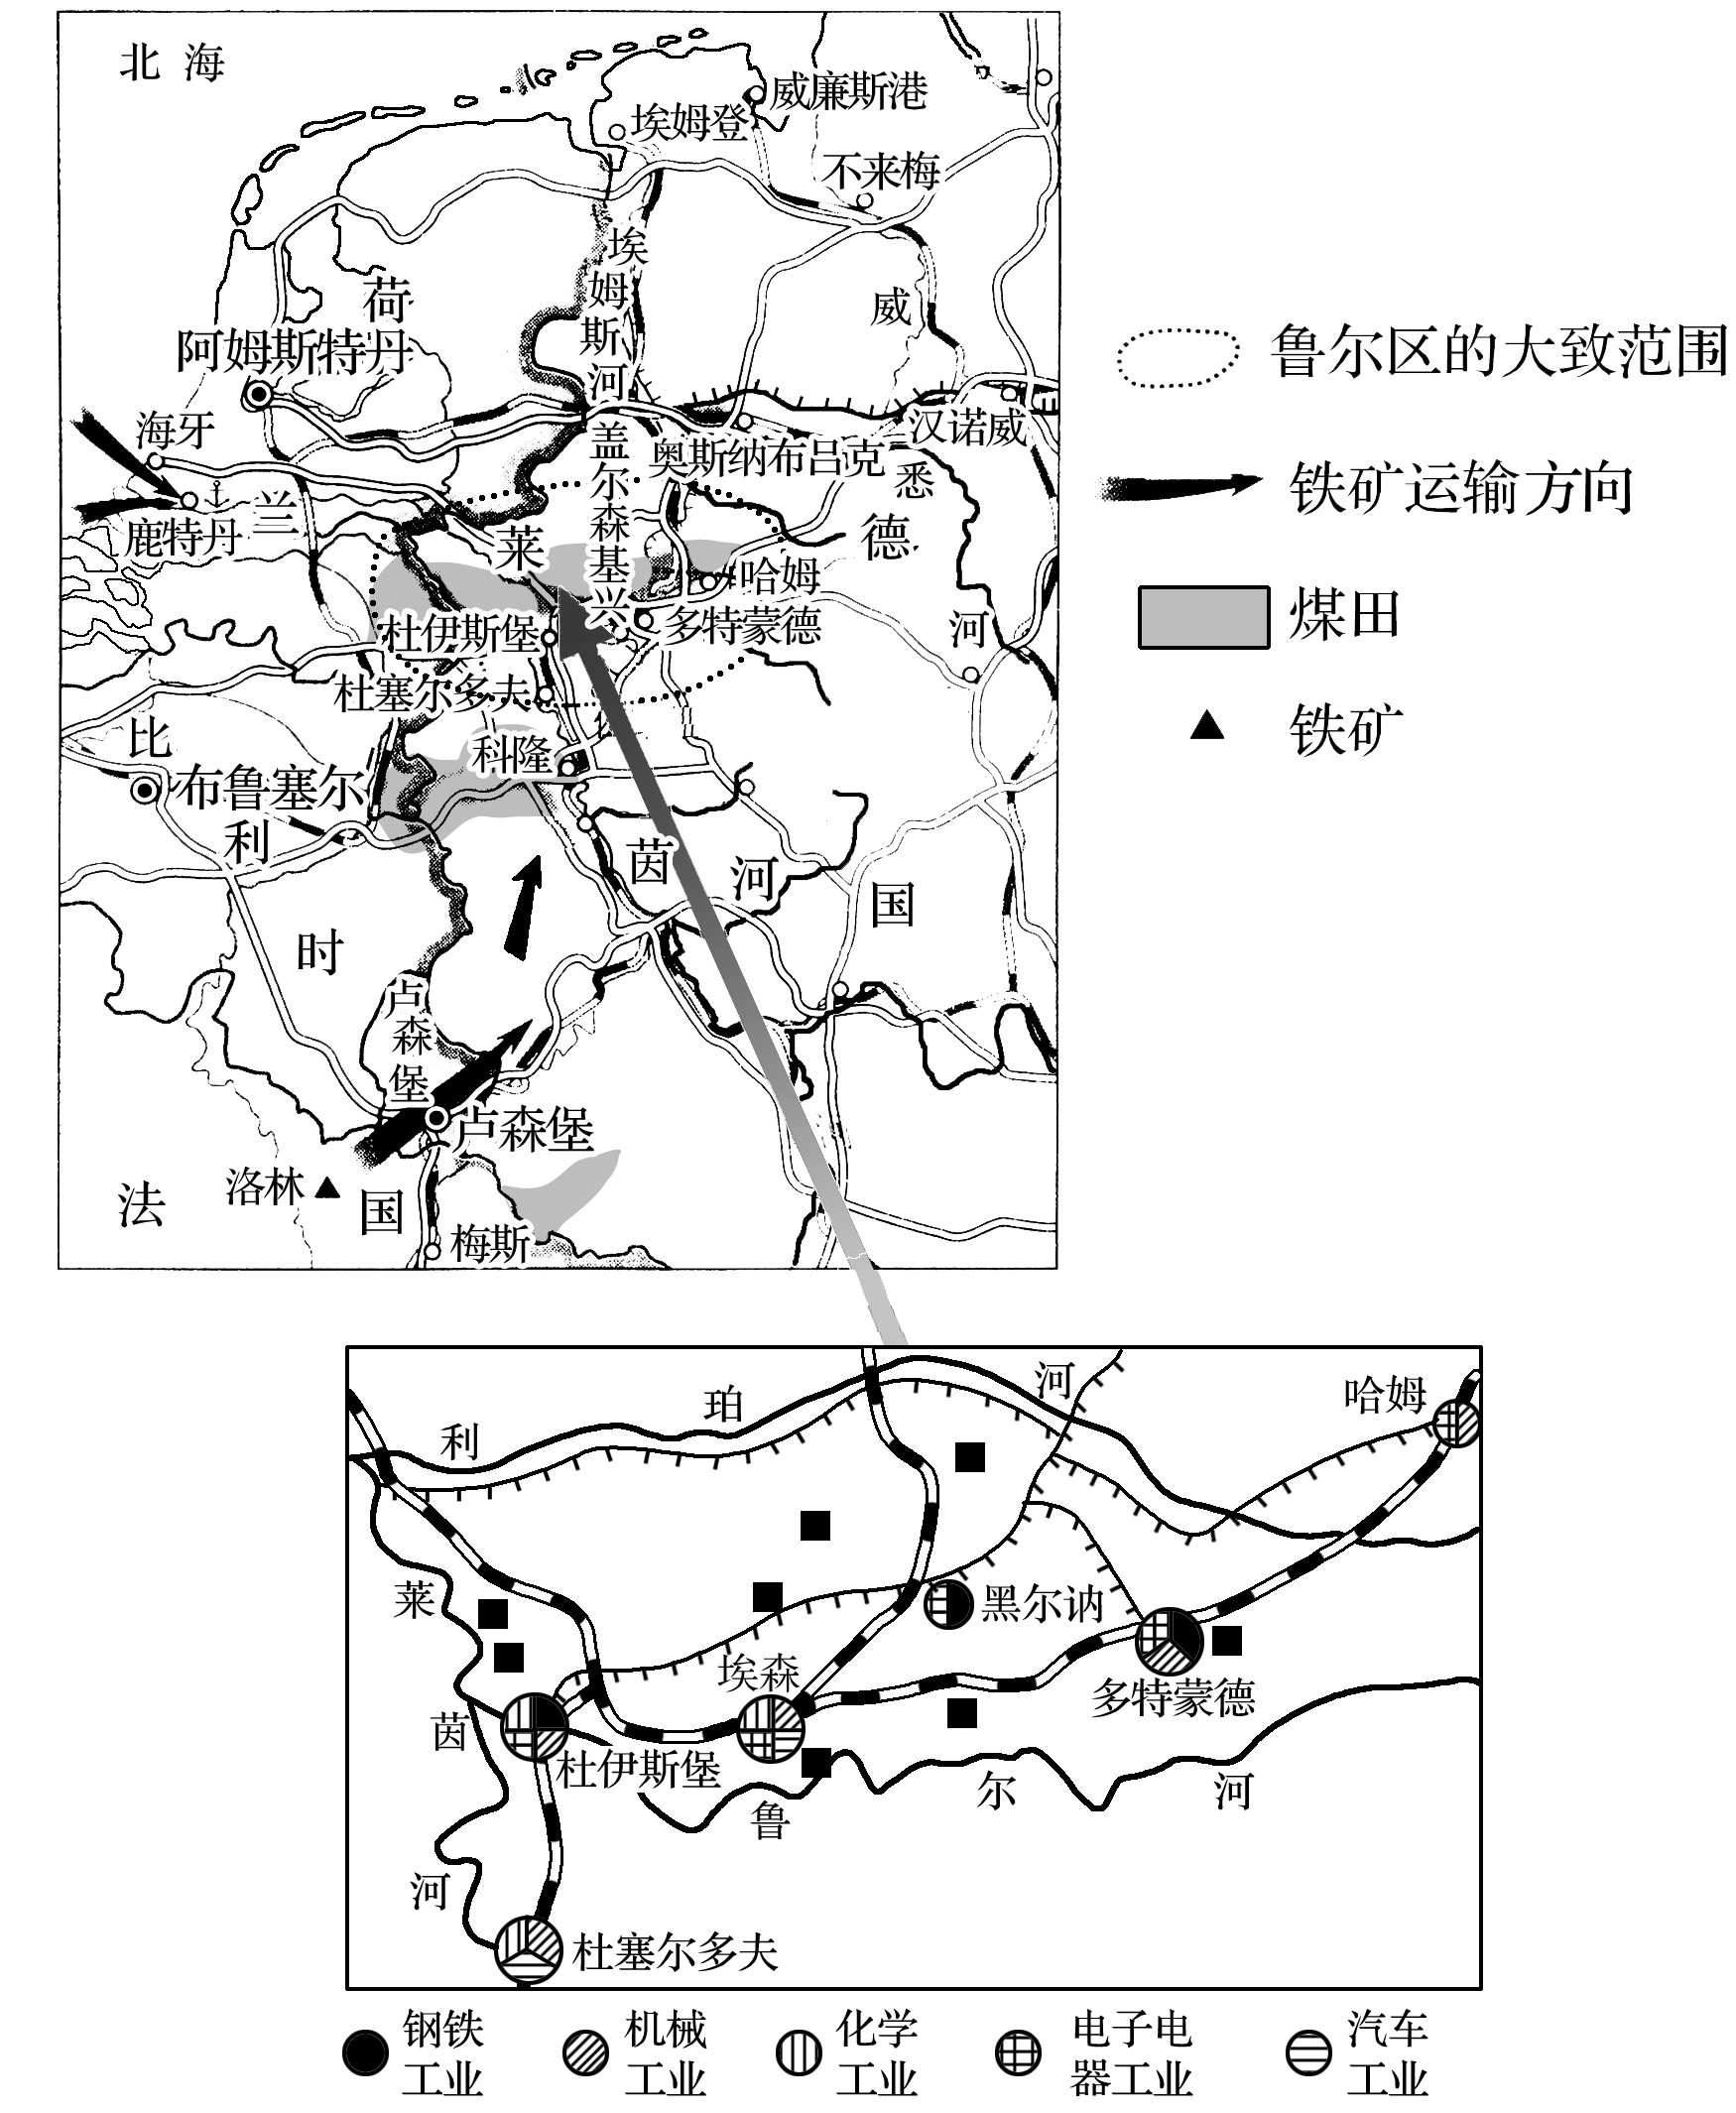 北海
威廉斯港
埃姆登
不来梅
埃姆斯河
荷
威
阿姆斯特丹
海牙
汉诺威
盖尔森基兴
奥斯纳布吕克
悉
鹿特丹
兰
德
莱
哈姆
杜伊斯堡
多特蒙德
河
杜塞尔多夫
比
科隆
布鲁塞尔
利
茵
河
国
时
卢森堡
卢森堡
洛林
法
国
梅斯
鲁尔区的大致范围
铁矿运输方向
煤田
铁矿
利
珀
河
哈姆
莱
黑尔讷
埃森
多特蒙德
茵
杜伊斯堡
鲁
尔
河
河
杜塞尔多夫
钢铁工业
机械工业
化学工业
电子电器工业
汽车工业